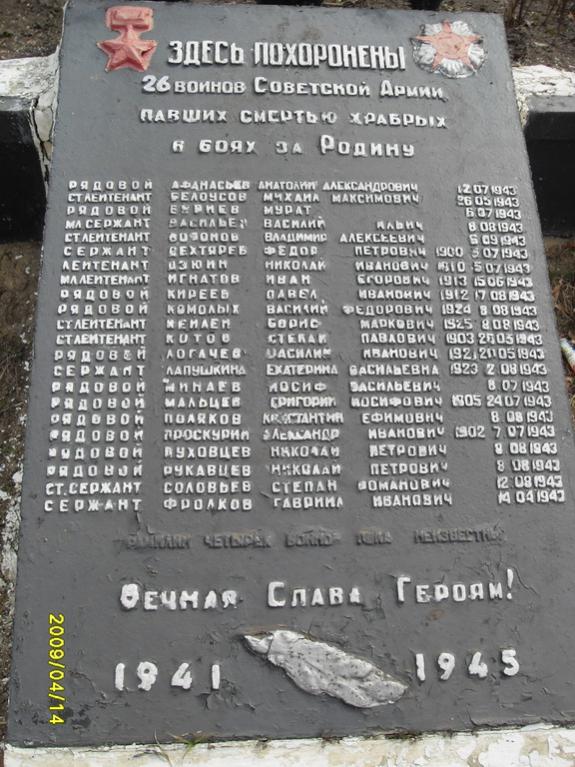 ЗДЕСЬ ПОХОРОНЕНЫ
26 ВОИНОВ СОВЕТСКОЙ АРМИИ,
ПАВШИХ СМЕРТЬЮ ХРАБРЫХ
В БОЯХ ЗА РОДИНУ
РЯДОВОЙ АФАНАСЬЕВ АНАТОЛИЙ АЛЕКСАНДРОВИЧ 12 07 1943
СТ ЛЕЙТЕНАНТ БЕЛОУСОВ МИХАИЛ МАКСИМОВИЧ 26 05 1943
РЯДОВОЙ МУРАТ 6 07 1943
МЛ СЕРЖАНТ ВАСИЛЬЕВ ВАСИЛИЙ ИЛЬИЧ 8 08 1943
СТ ЛЕЙТЕНАНТ ВЛАДИМИР АЛЕКСЕЕВИЧ 6 09 1943
СЕРЖАНТ ДЕХТЯРЕВ ФЕДОР ПЕТРОВИЧ 1900 5 07 1943
ЛЕЙТЕНАНТ ДЗЮИН НИКОЛАЙ ИВАНОВИЧ 1910 5 07 1943
МЛ ЛЕЙТЕНАНТ ИГНАТОВ ИВАН ЕГОРОВИЧ 1913 15 06 1943
РЯДОВОЙ КИРЕЕВ ПАВЕЛ ИВАНОВИЧ 1912 17 08 1943
РЯДОВОЙ КОМОЛЫХ ВАСИЛИЙ ФЕДОРОВИЧ 1924 8 08 1943
СТ ЛЕЙТЕНАНТ БОРИС МАРКОВИЧ 1925 8 08 1943
СТ ЛЕЙТЕНАНТ КОТОВ СТЕПАН ПАВЛОВИЧ 1903 26 05 1943
РЯДОВОЙ ЛОГАЧЕВ ВАСИЛИЙ ИВАНОВИЧ 21 05 1943
СЕРЖАНТ ЛАПУШКИНА ЕКАТЕРИНА ВАСИЛЬЕВНА 1923 2 08 1943
РЯДОВОЙ МИНАЕВ ИОСИФ ВАСИЛЬЕВИЧ 8 07 1943
РЯДОВОЙ МАЛЬЦЕВ ГРИГОРИЙ ИОСИФОВИЧ 1905 24 07 1943
РЯДОВОЙ ПОЛЯКОВ КОНСТАНТИН ЕФИМОВИЧ 8 08 1943
РЯДОВОЙ ПРОСКУРИН АЛЕКСАНДР ИВАНОВИЧ 1902 7 07 1943
РЯДОВОЙ ПУХОВЦЕВ НИКОЛАЙ ПЕТРОВИЧ 8 08 1943
РЯДОВОЙ РУКАВЦЕВ НИКОЛАЙ ПЕТРОВИЧ 8 08 1943
СТ. СЕРЖАНТ СОЛОВЬЕВ СТЕПАН РОМАНОВИЧ 12 08 1943
СЕРЖАНТ ФРОЛКОВ ГАВРИИЛ ИВАНОВИЧ 14 04 1943
ФАМИЛИИ ЧЕТЫРЕХ ВОИНОВ ПОКА НЕИЗВЕСТНЫ
ВЕЧНАЯ СЛАВА ГЕРОЯМ!
1941 1945
2009/04/14